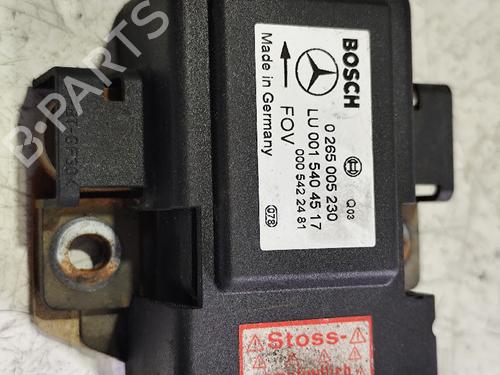 BOSCH
0 265 005 230
LU 001 540 45 17
FOV
000 542 24 81
Made in Germany
Q03
078
Stoss-
B-PARTS